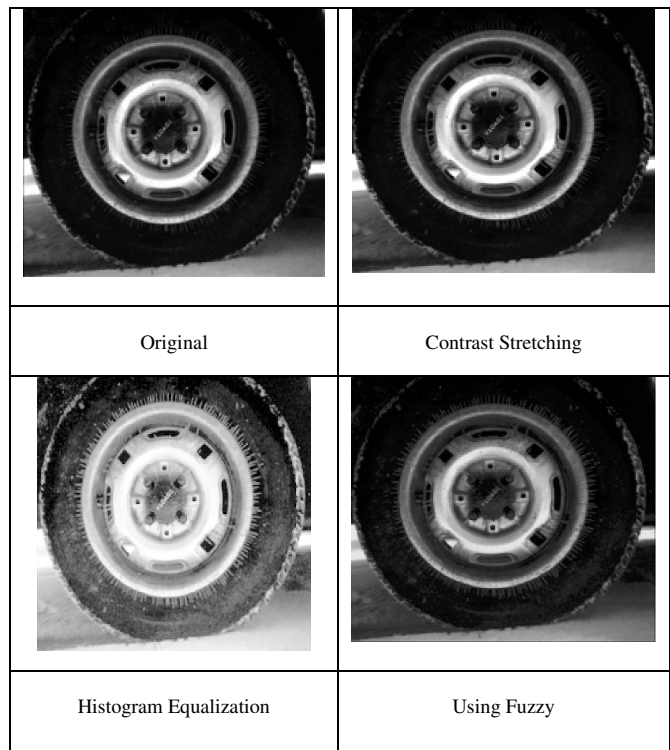 Original
Contrast Stretching
Histogram Equalization
Using Fuzzy